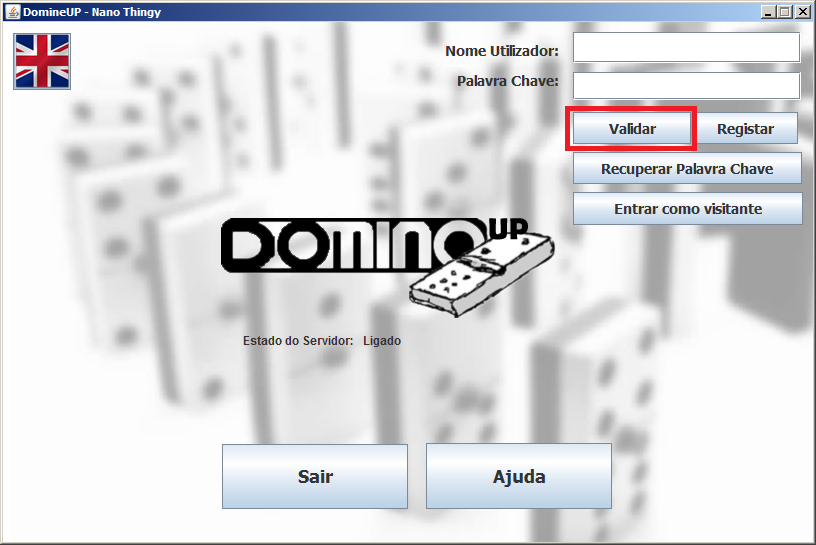 DomineUP - Nano Thingy
Nome Utilizador:
Palavra Chave:
Validar Registar
Recuperar Palavra Chave
Entrar como visitante
DOMINO UP
Estado do Servidor: Ligado
Sair Ajuda